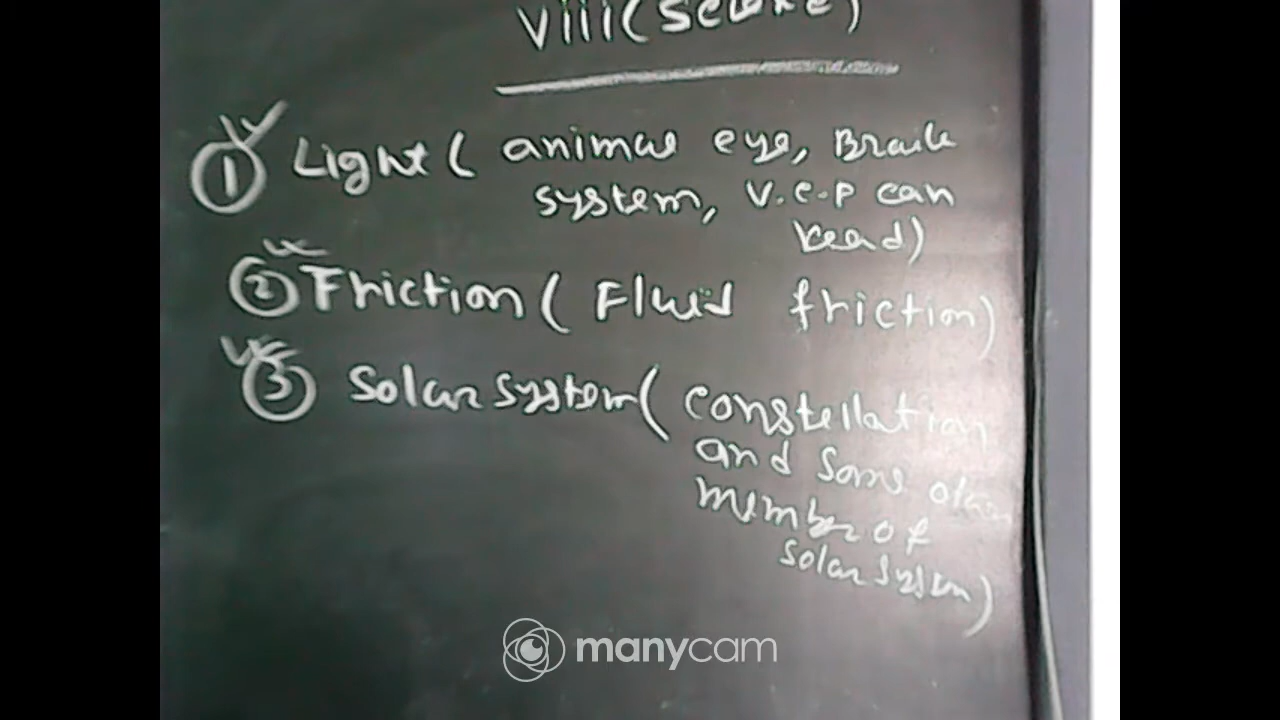 viii(
① Light ( animal eye, Braille
system, V.C.P can
read)
② Friction ( Fluid friction)
③ Solar system ( constellation
and some other
member of
solar system)
manycam